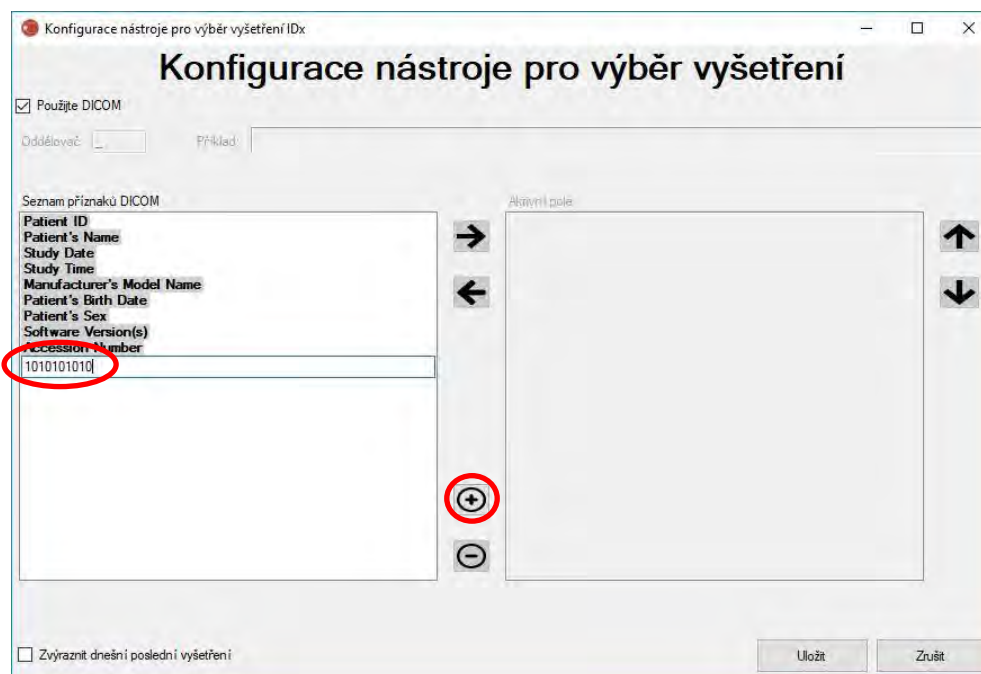 Konfigurace nástroje pro výběr vyšetření IDx
Konfigurace nástroje pro výběr vyšetření
Použijte DICOM
Oddělovač: _ Příklad:
Seznam příznaků DICOM
Aktivní pole
Patient ID
Patient's Name
Study Date
Study Time
Manufacturer's Model Name
Patient's Birth Date
Patient's Sex
Software Version(s)
Accession Number
1010101010
Zvýraznit dnešní poslední vyšetření
Uložit
Zrušit